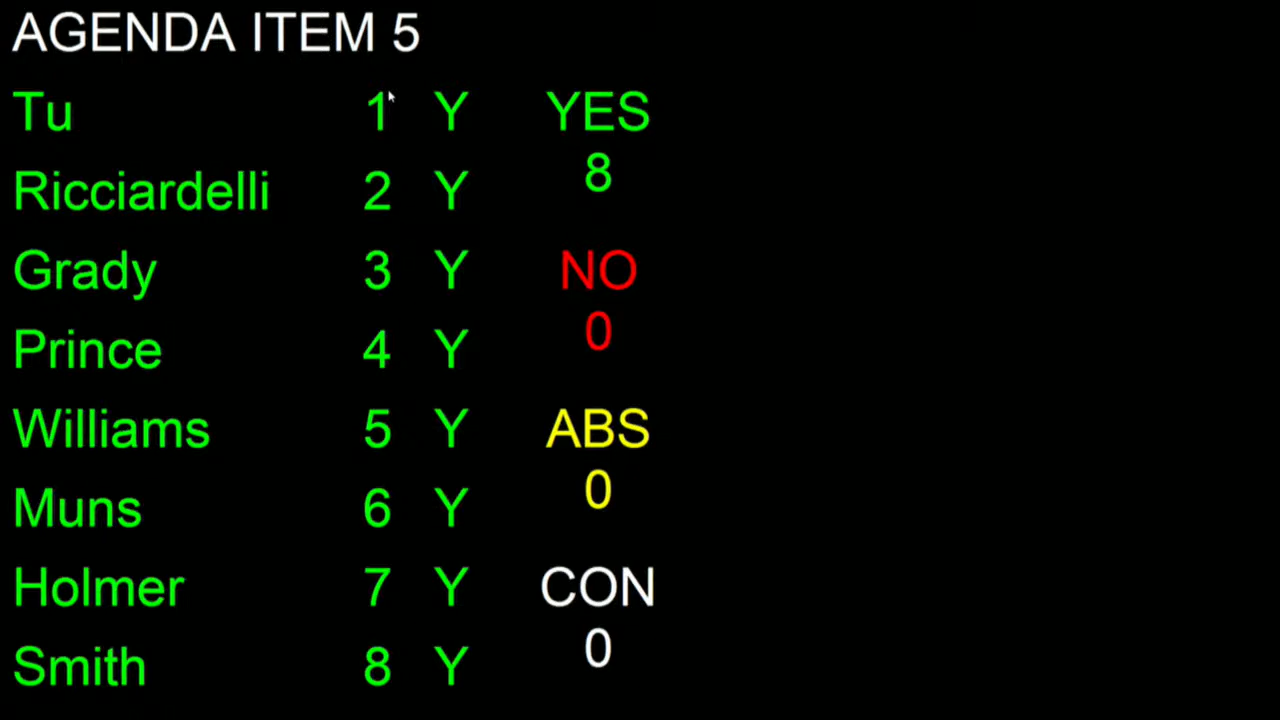 AGENDA ITEM 5
Tu 1 Y
Ricciardelli 2 Y
Grady 3 Y
Prince 4 Y
Williams 5 Y
Muns 6 Y
Holmer 7 Y
Smith 8 Y
YES
8
NO
0
ABS
0
CON
0